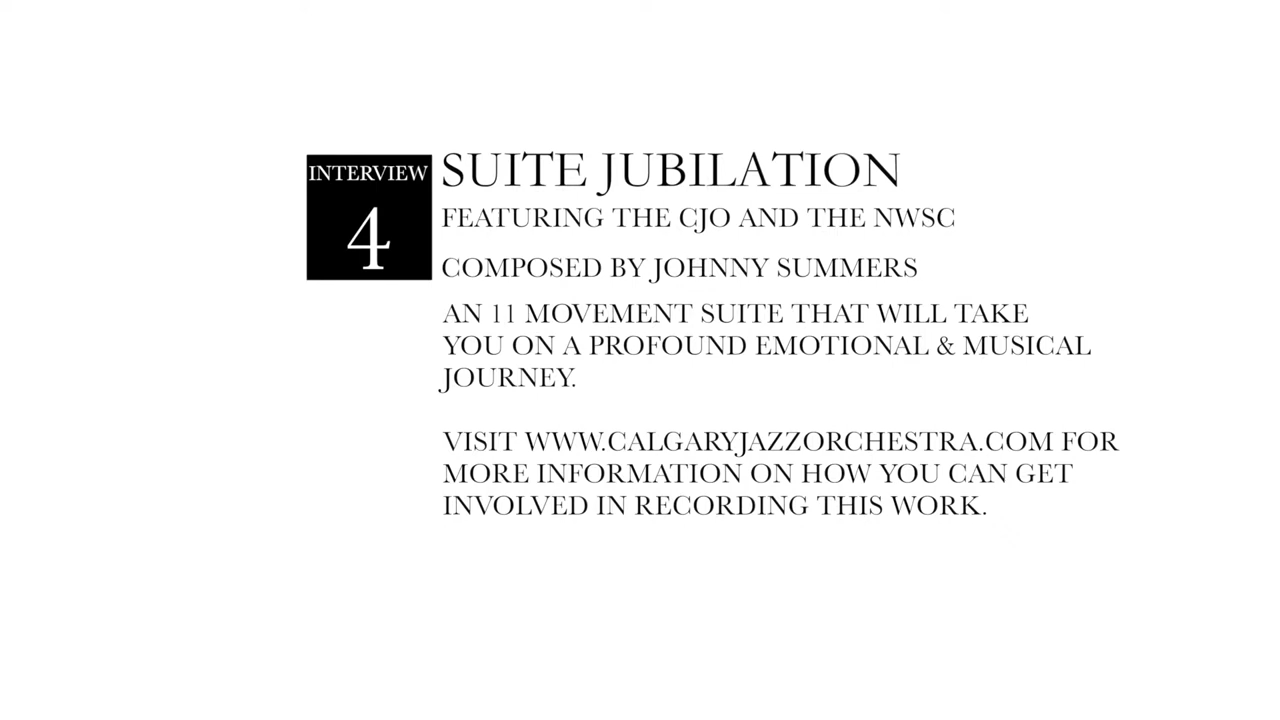 INTERVIEW
4
SUITE JUBILATION
FEATURING THE CJO AND THE NWSC
COMPOSED BY JOHNNY SUMMERS
AN 11 MOVEMENT SUITE THAT WILL TAKE
YOU ON A PROFOUND EMOTIONAL & MUSICAL
JOURNEY.
VISIT WWW.CALGARYJAZZORCHESTRA.COM FOR
MORE INFORMATION ON HOW YOU CAN GET
INVOLVED IN RECORDING THIS WORK.